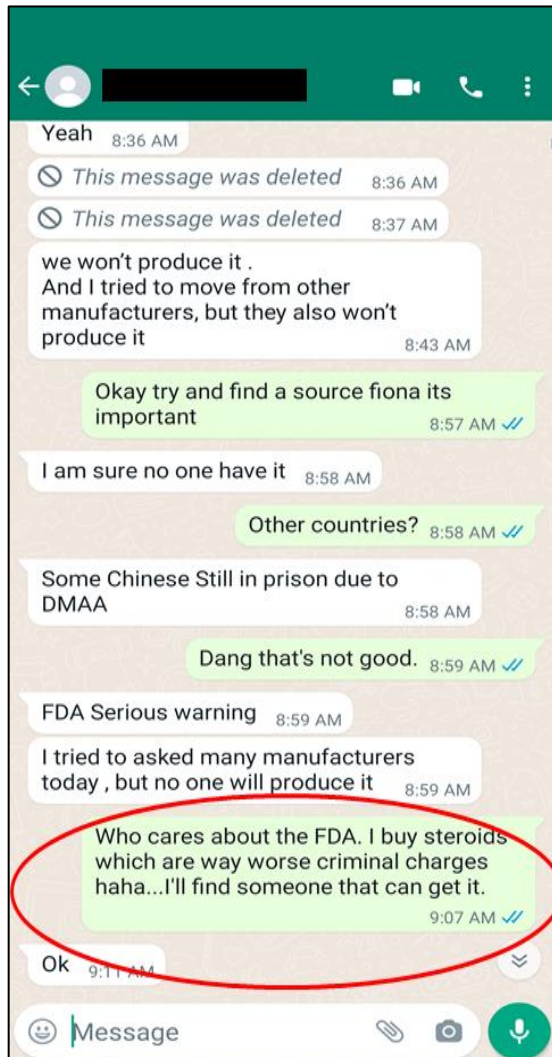 Yeah 8:36 AM
This message was deleted 8:36 AM
This message was deleted 8:37 AM
we won’t produce it .
And I tried to move from other
manufacturers, but they also won’t
produce it
8:43 AM
Okay try and find a source fiona its
important
8:57 AM
I am sure no one have it 8:58 AM
Other countries? 8:58 AM
Some Chinese Still in prison due to
DMAA
8:58 AM
Dang that's not good. 8:59 AM
FDA Serious warning 8:59 AM
I tried to asked many manufacturers
today , but no one will produce it 8:59 AM
Who cares about the FDA. I buy steroids
which are way worse criminal charges
haha...I'll find someone that can get it.
9:07 AM
Ok 9:11 AM
Message